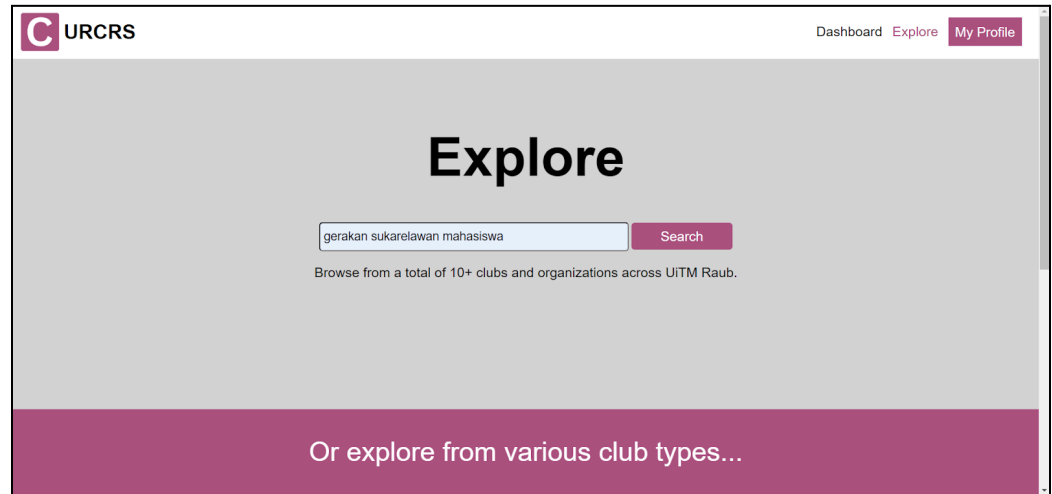 C URCRS
Dashboard Explore My Profile
Explore
gerakan sukarelawan mahasiswa Search
Browse from a total of 10+ clubs and organizations across UiTM Raub.
Or explore from various club types...